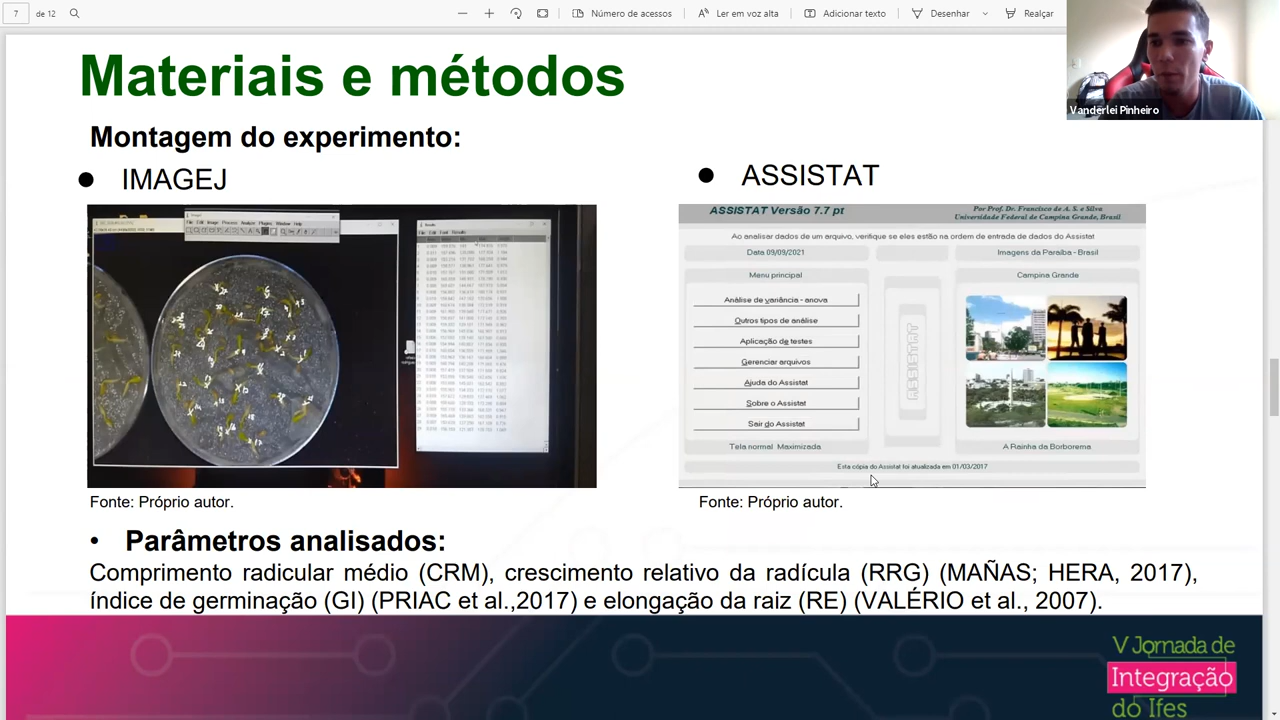 7 de 12
Número de acessos
Ler em voz alta
Adicionar texto
Desenhar
Realçar
Vanderlei Pinheiro
Materiais e métodos
Montagem do experimento:
● IMAGEJ
● ASSISTAT
ASSISTAT Versão 7.7 pt
Por Prof. Dr. Francisco de A. S. e Silva
Universidade Federal de Campina Grande, Brasil
Ao analisar dados de um arquivo, verifique se eles estão na ordem de entrada de dados do Assistat
Data 09/09/2021
Imagens da Paraíba - Brasil
Menu principal
Campina Grande
Análise de variância - anova
Outros tipos de análise
Aplicação de testes
Gerenciar arquivos
Ajuda do Assistat
Sobre o Assistat
Sair do Assistat
ASSISTAT
Tela normal Maximizada
A Rainha da Borborema
Esta cópia do Assistat foi atualizada em 01/03/2017
Fonte: Próprio autor.
Fonte: Próprio autor.
• Parâmetros analisados:
Comprimento radicular médio (CRM), crescimento relativo da radícula (RRG) (MAÑAS; HERA, 2017),
índice de germinação (GI) (PRIAC et al.,2017) e elongação da raiz (RE) (VALÉRIO et al., 2007).
V Jornada de
Integração
do Ifes